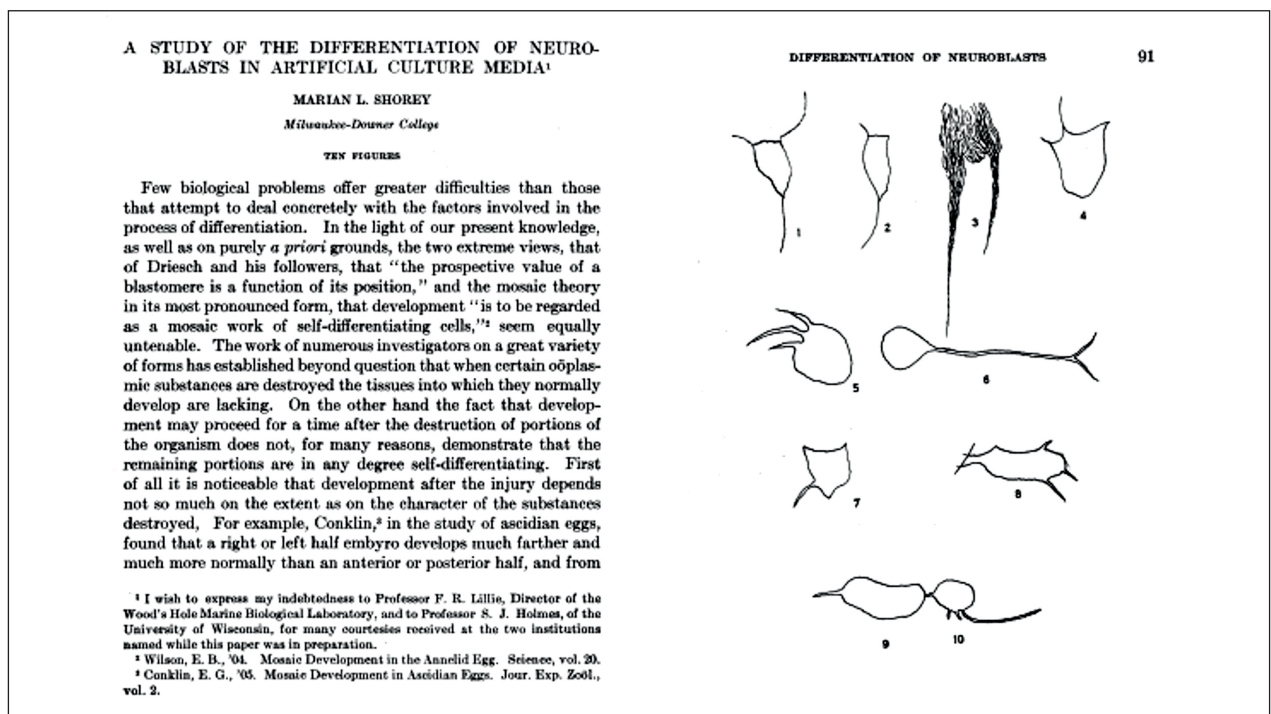 A STUDY OF THE DIFFERENTIATION OF NEURO-
BLASTS IN ARTIFICIAL CULTURE MEDIA¹
MARIAN L. SHOREY
Milwaukee-Downer College
TEN FIGURES
Few biological problems offer greater difficulties than those
that attempt to deal concretely with the factors involved in the
process of differentiation. In the light of our present knowledge,
as well as on purely a priori grounds, the two extreme views, that
of Driesch and his followers, that “the prospective value of a
blastomere is a function of its position,” and the mosaic theory
in its most pronounced form, that development “is to be regarded
as a mosaic work of self-differentiating cells,”² seem equally
untenable. The work of numerous investigators on a great variety
of forms has established beyond question that when certain oöplas-
mic substances are destroyed the tissues into which they normally
develop are lacking. On the other hand the fact that develop-
ment may proceed for a time after the destruction of portions of
the organism does not, for many reasons, demonstrate that the
remaining portions are in any degree self-differentiating. First
of all it is noticeable that development after the injury depends
not so much on the extent as on the character of the substances
destroyed, For example, Conklin,³ in the study of ascidian eggs,
found that a right or left half embyro develops much farther and
much more normally than an anterior or posterior half, and from
¹ I wish to express my indebtedness to Professor F. R. Lillie, Director of the
Wood's Hole Marine Biological Laboratory, and to Professor S. J. Holmes, of the
University of Wisconsin, for many courtesies received at the two institutions
named while this paper was in preparation.
² Wilson, E. B., '04. Mosaic Development in the Annelid Egg. Science, vol. 20.
³ Conklin, E. G., '05. Mosaic Development in Ascidian Eggs. Jour. Exp. Zoöl.,
vol. 2.
DIFFERENTIATION OF NEUROBLASTS 91
1 2 3 4
5 6
7 8
9 10